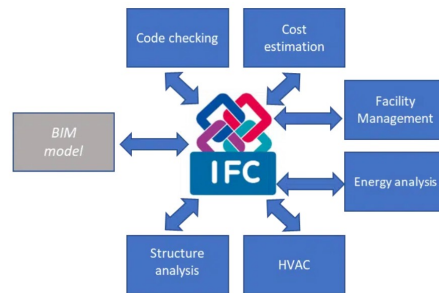 Code checking
Cost
estimation
Facility
Management
BIM
model
IFC
Energy analysis
Structure
analysis
HVAC